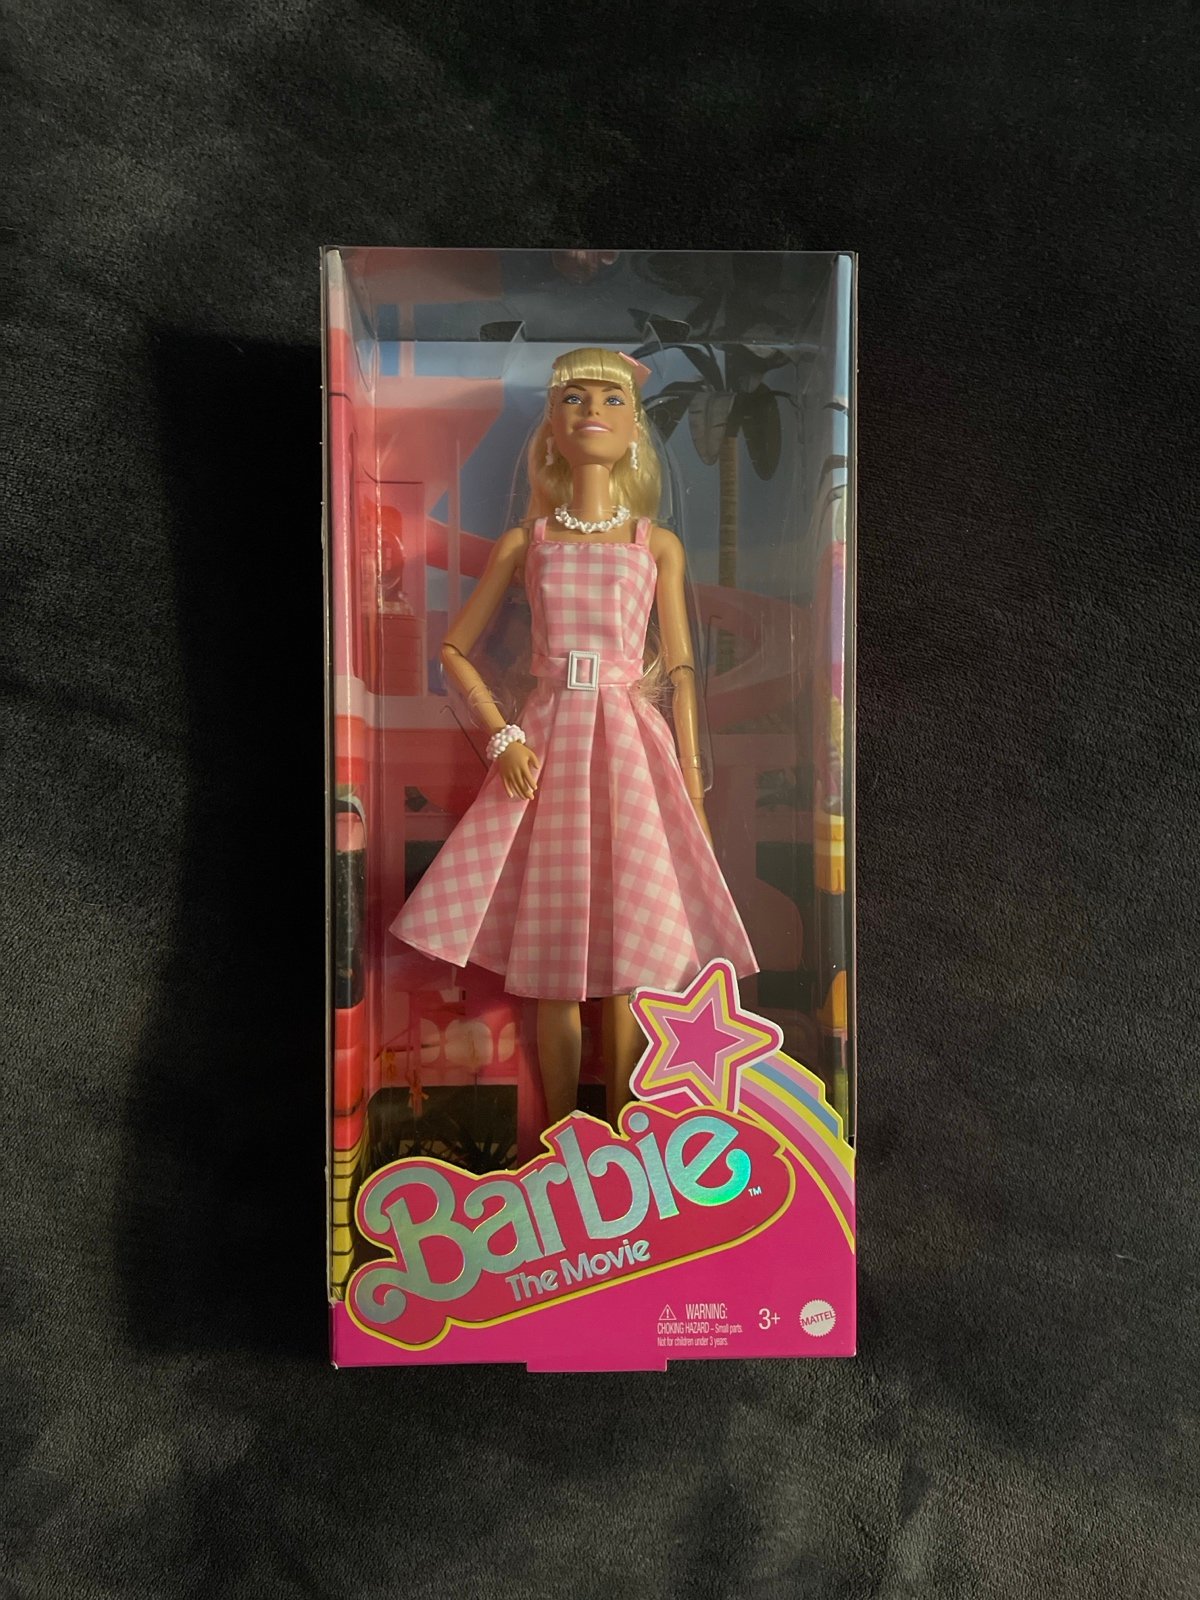 Barbie™
The Movie
WARNING:
CHOKING HAZARD – Small parts.
Not for children under 3 years.
3+
MATTEL